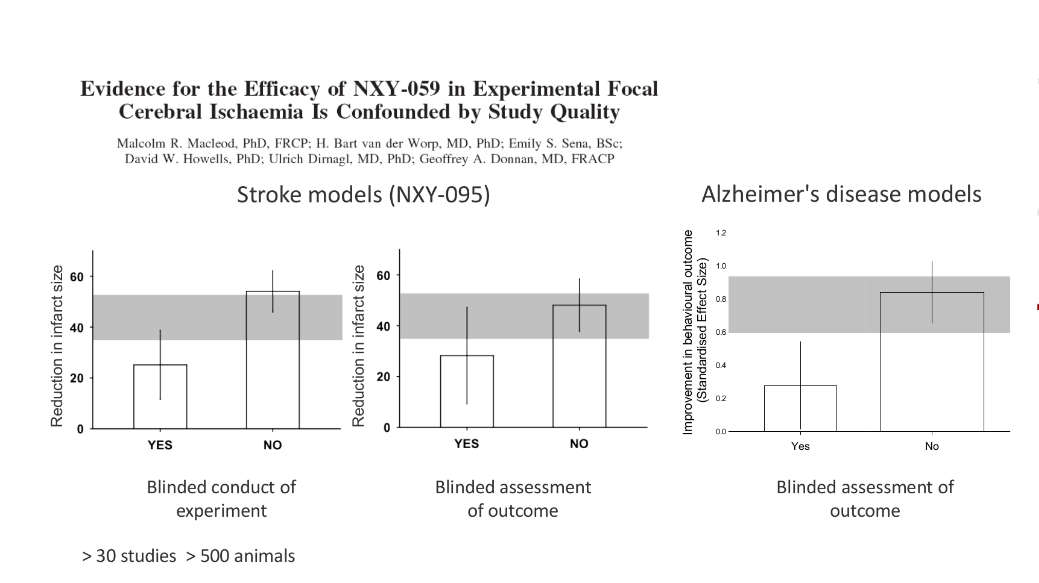 Evidence for the Efficacy of NXY-059 in Experimental Focal
Cerebral Ischaemia Is Confounded by Study Quality
Malcolm R. Macleod, PhD, FRCP; H. Bart van der Worp, MD, PhD; Emily S. Sena, BSc;
David W. Howells, PhD; Ulrich Dirnagl, MD, PhD; Geoffrey A. Donnan, MD, FRACP
Stroke models (NXY-095)
Reduction in infarct size
60
40
20
0
YES NO
Blinded conduct of
experiment
Reduction in infarct size
60
40
20
0
YES NO
Blinded assessment
of outcome
Alzheimer's disease models
Improvement in behavioural outcome
(Standardised Effect Size)
1.2
1.0
0.8
0.6
0.4
0.2
0.0
Yes No
Blinded assessment of
outcome
> 30 studies > 500 animals